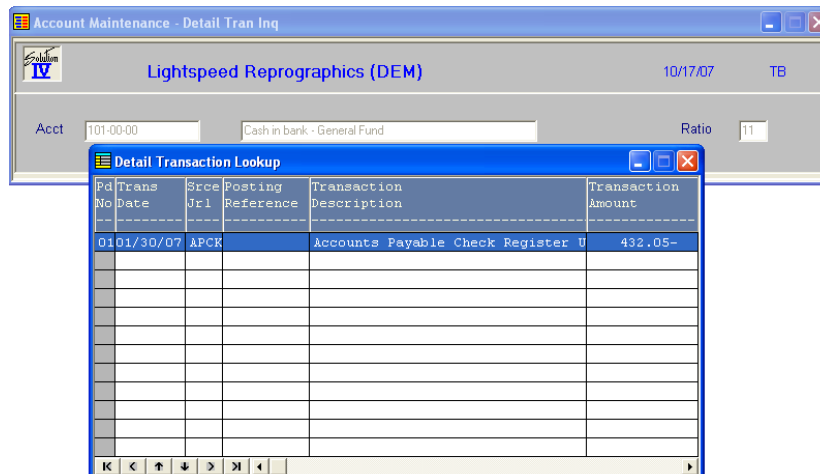 Account Maintenance - Detail Tran Inq
Solution IV
Lightspeed Reprographics (DEM) 10/17/07 TB
Acct 101-00-00 Cash in bank - General Fund Ratio 11
Detail Transaction Lookup
Pd Trans Srce Posting Transaction Transaction
No Date Jrl Reference Description Amount
01 01/30/07 APCK Accounts Payable Check Register U 432.05-